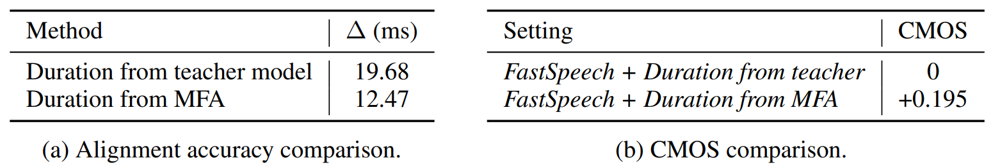 Method Δ (ms)
Duration from teacher model 19.68
Duration from MFA 12.47
(a) Alignment accuracy comparison.
Setting CMOS
FastSpeech + Duration from teacher 0
FastSpeech + Duration from MFA +0.195
(b) CMOS comparison.